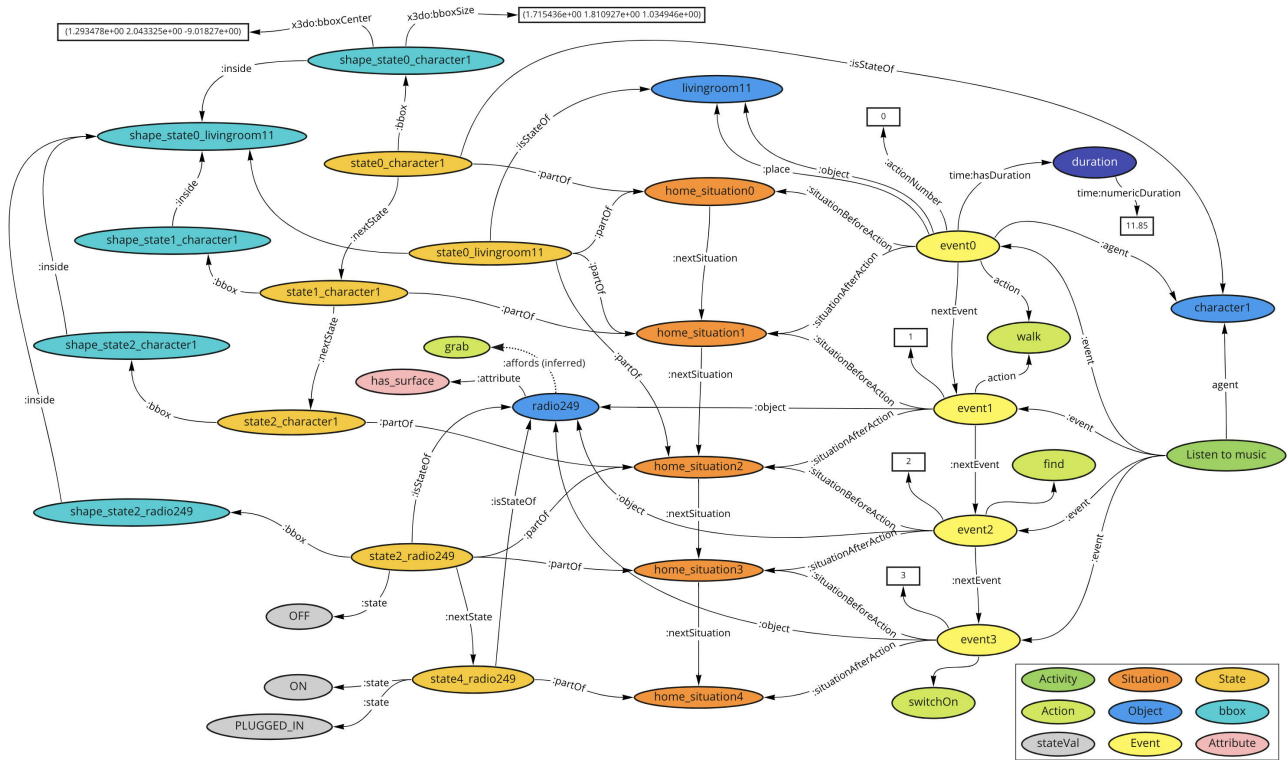 x3do:bboxCenter
x3do:bboxSize
(1.293478e+00 2.043325e+00 -9.01827e+00)
(1.715436e+00 1.810927e+00 1.034946e+00)
shape_state0_character1
:isStateOf
:inside
livingroom11
:bbox
:isStateOf
0
shape_state0_livingroom11
state0_character1
:partOf
:place
:object
:actionNumber
time:hasDuration
duration
time:numericDuration
11.85
:inside
home_situation0
:situationBeforeAction
:partOf
:nextState
shape_state1_character1
state0_livingroom11
event0
:agent
:inside
:nextSituation
:partOf
:situationAfterAction
action
:bbox
state1_character1
:partOf
nextEvent
character1
home_situation1
1
walk
:event
shape_state2_character1
:nextState
grab
:affords (inferred)
:partOf
:nextSituation
:situationBeforeAction
action
has_surface
:attribute
agent
:inside
radio249
:object
event1
:bbox
state2_character1
:partOf
:situationAfterAction
:event
:nextEvent
Listen to music
home_situation2
2
find
:isStateOf
:isStateOf
:object
:situationBeforeAction
:event
shape_state2_radio249
:bbox
:partOf
:nextSituation
event2
:situationAfterAction
:event
state2_radio249
:partOf
home_situation3
3
:nextEvent
:state
OFF
:nextState
:nextSituation
:object
:situationBeforeAction
event3
:situationAfterAction
ON
:state
:state
state4_radio249
:partOf
home_situation4
switchOn
PLUGGED_IN
Activity
Situation
State
Action
Object
bbox
stateVal
Event
Attribute